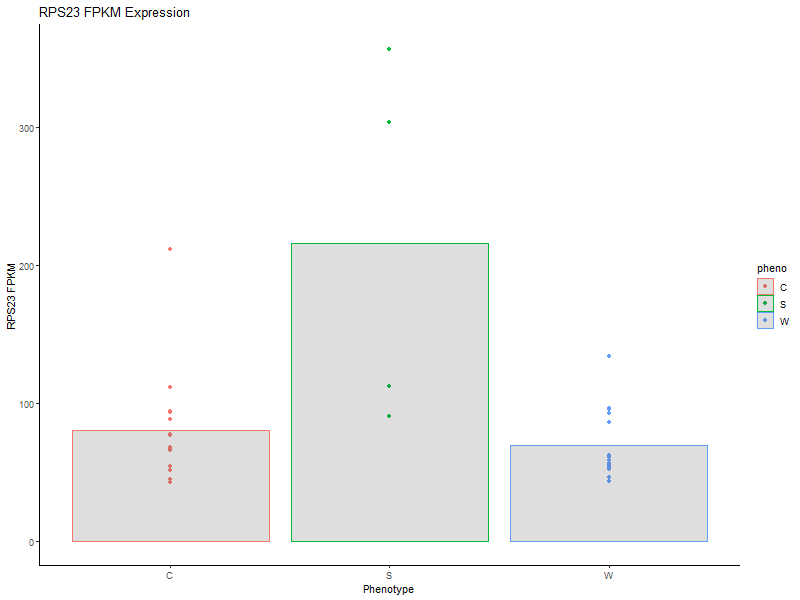 RPS23 FPKM Expression
300
200
100
0
RPS23 FPKM
C
S
W
Phenotype
pheno
C
S
W